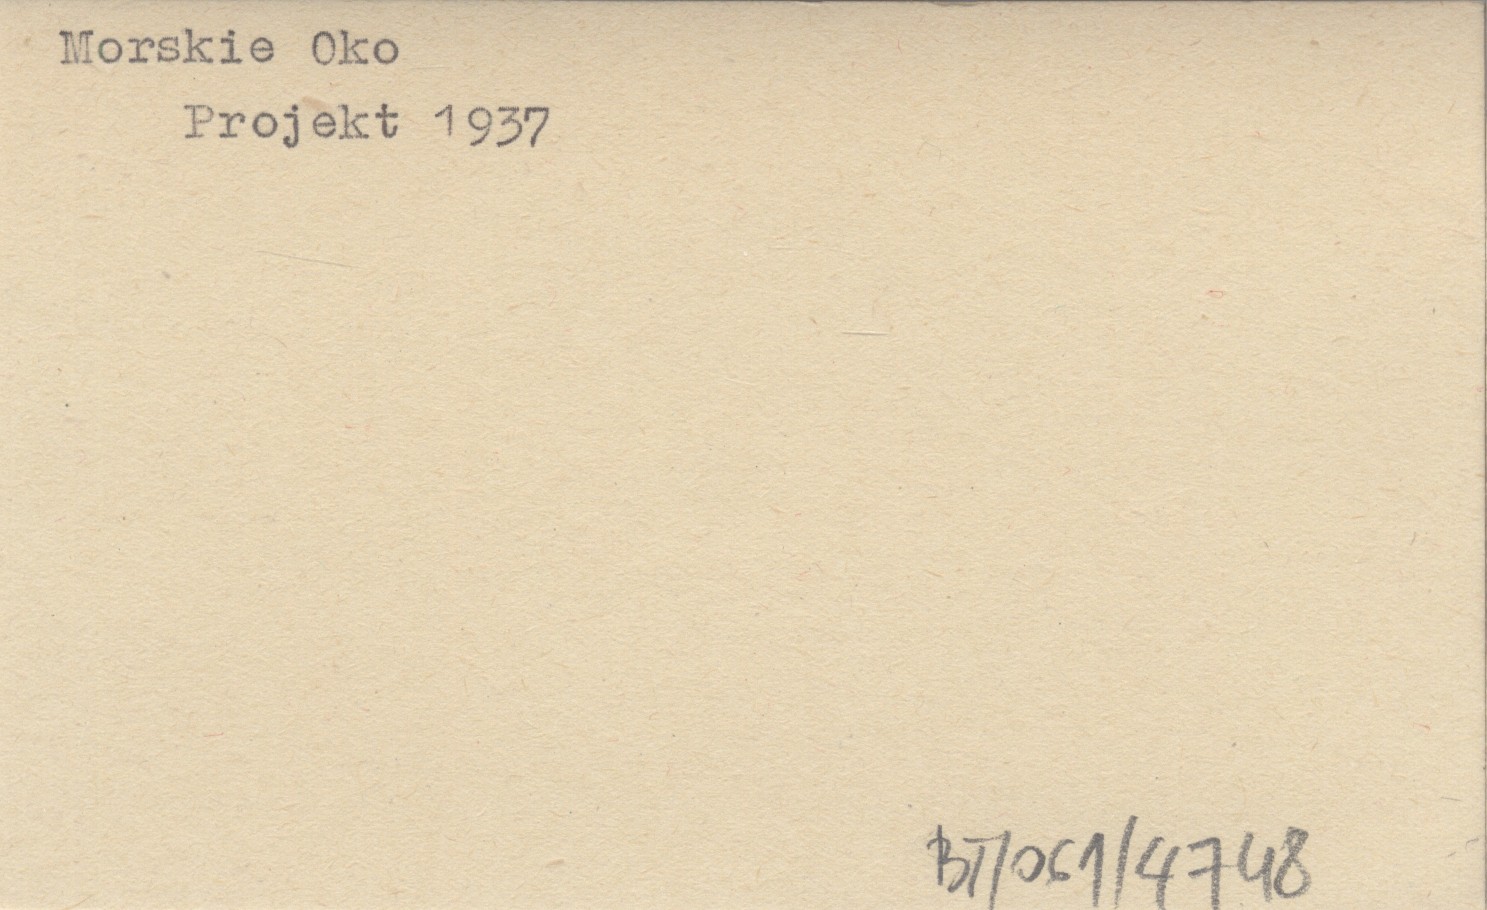 Morskie Oko
Projekt 1937
BT/061/4748